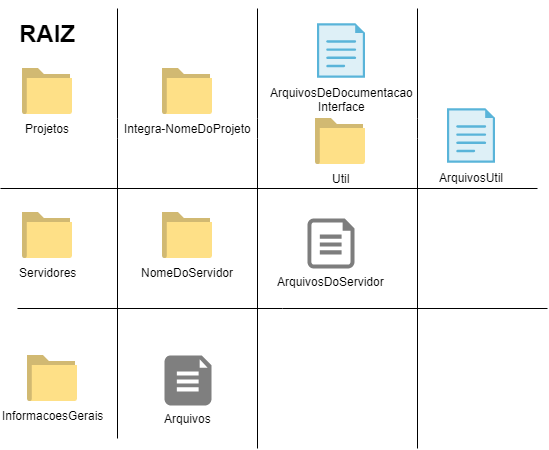 RAIZ
Projetos
Integra-NomeDoProjeto
ArquivosDeDocumentacao
Interface
Util
ArquivosUtil
Servidores
NomeDoServidor
ArquivosDoServidor
InformacoesGerais
Arquivos